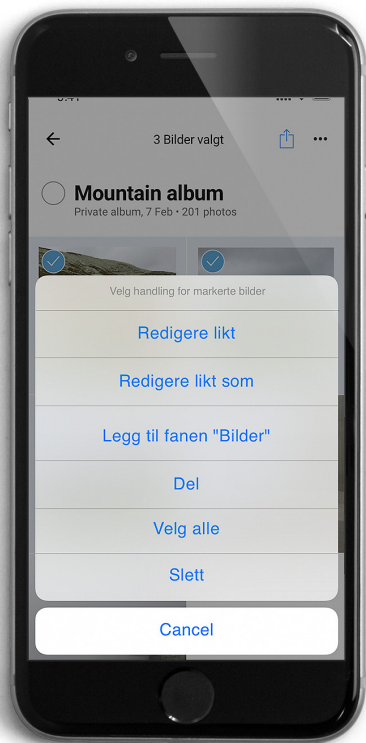 3 Bilder valgt
Mountain album
Private album, 7 Feb • 201 photos
Velg handling for markerte bilder
Redigere likt
Redigere likt som
Legg til fanen "Bilder"
Del
Velg alle
Slett
Cancel